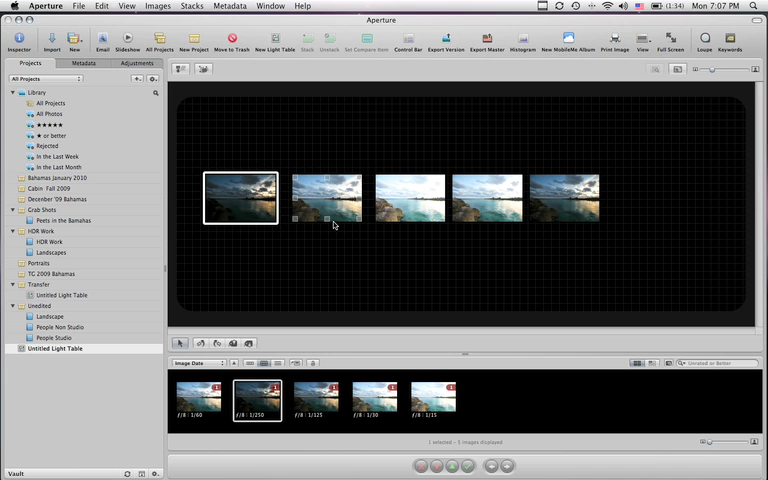 Aperture File Edit View Images Stacks Metadata Window Help (1:34) Mon 7:07 PM
Aperture
Inspector Import New Email Slideshow All Projects New Project Move to Trash New Light Table Stack Unstack Set Compare Item Control Bar Export Version Export Master Histogram New MobileMe Album Print Image View Full Screen Loupe Keywords
Projects Metadata Adjustments
All Projects
Library
All Projects
All Photos
★★★★★
★ or better
Rejected
In the Last Week
In the Last Month
Bahamas January 2010
Cabin Fall 2009
December '09 Bahamas
Grab Shots
Peets in the Bamahas
HDR Work
HDR Work
Landscapes
Portraits
TG 2009 Bahamas
Transfer
Untitled Light Table
Unedited
Landscape
People Non Studio
People Studio
Untitled Light Table
Image Date Unrated or Better
f/8 1/60 f/8 1/250 f/8 1/125 f/8 1/30 f/8 1/15
1 selected - 5 images displayed
Vault